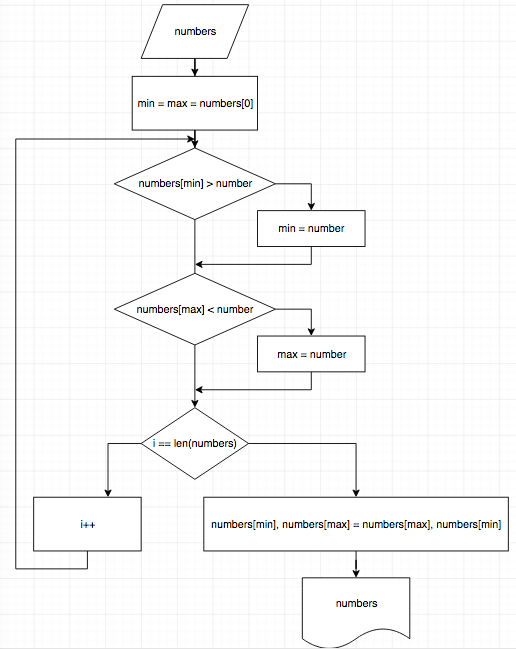 numbers
min = max = numbers[0]
numbers[min] > number
min = number
numbers[max] < number
max = number
i == len(numbers)
i++
numbers[min], numbers[max] = numbers[max], numbers[min]
numbers